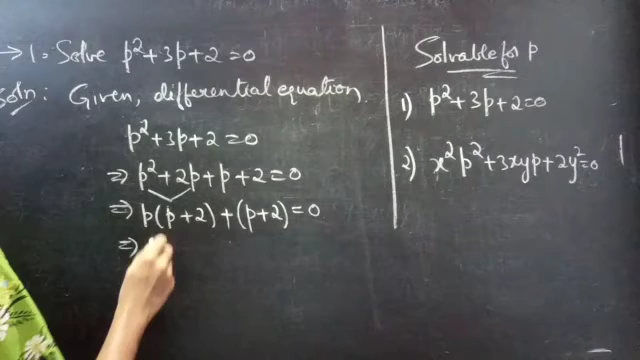 → 1. Solve p² + 3p + 2 = 0
Soln: Given, differential equation
p² + 3p + 2 = 0
⇒ p² + 2p + p + 2 = 0
⇒ p(p + 2) + (p + 2) = 0
⇒
Solvable for p
1) p² + 3p + 2 = 0
2) x²p² + 3xyp + 2y² = 0